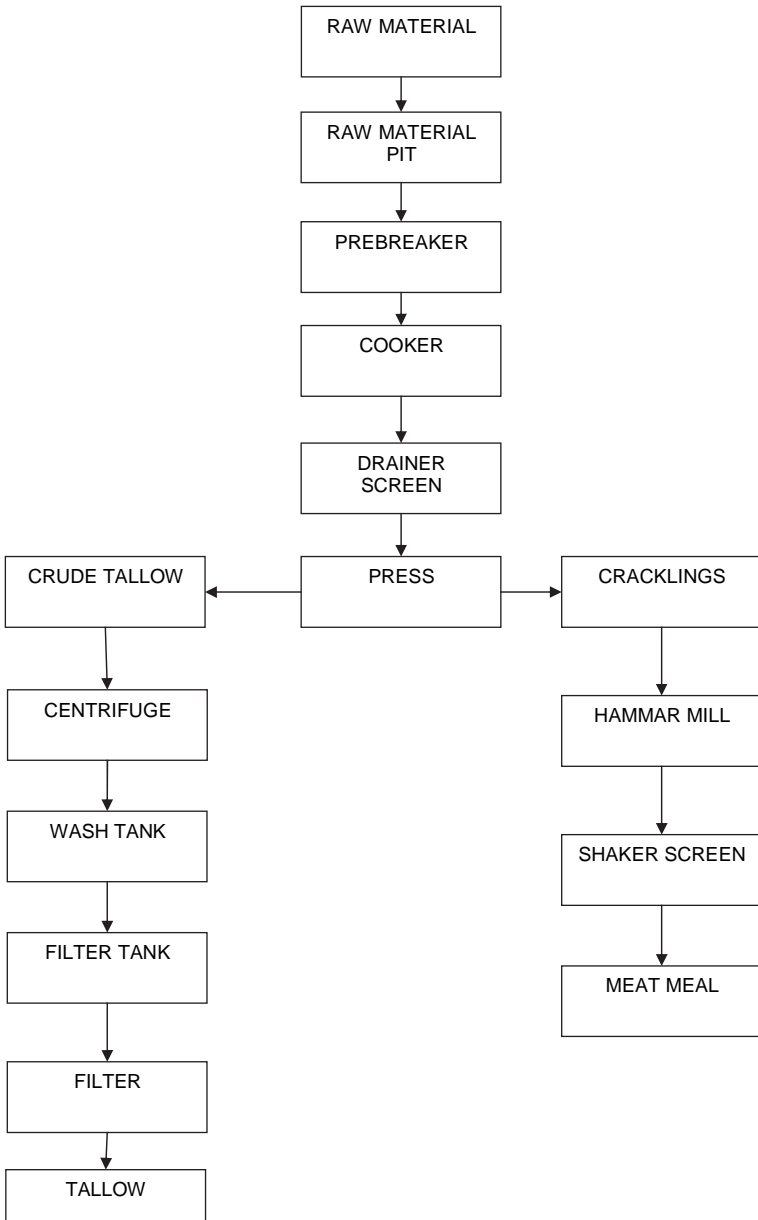 RAW MATERIAL
RAW MATERIAL
PIT
PREBREAKER
COOKER
DRAINER
SCREEN
CRUDE TALLOW
PRESS
CRACKLINGS
CENTRIFUGE
HAMMAR MILL
WASH TANK
SHAKER SCREEN
FILTER TANK
MEAT MEAL
FILTER
TALLOW